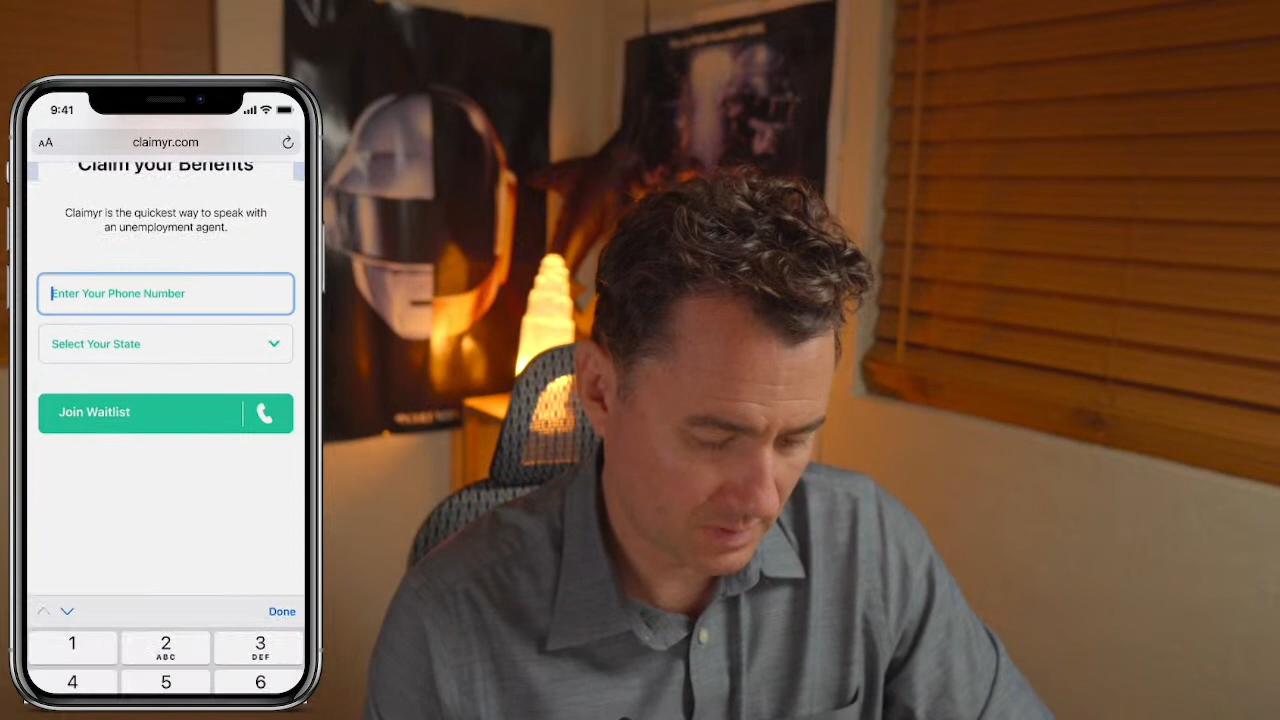 9:41
AA
claimyr.com
Claim your Benefits
Claimyr is the quickest way to speak with
an unemployment agent.
Enter Your Phone Number
Select Your State
Join Waitlist
Done
1
2
3
ABC
DEF
4
5
6